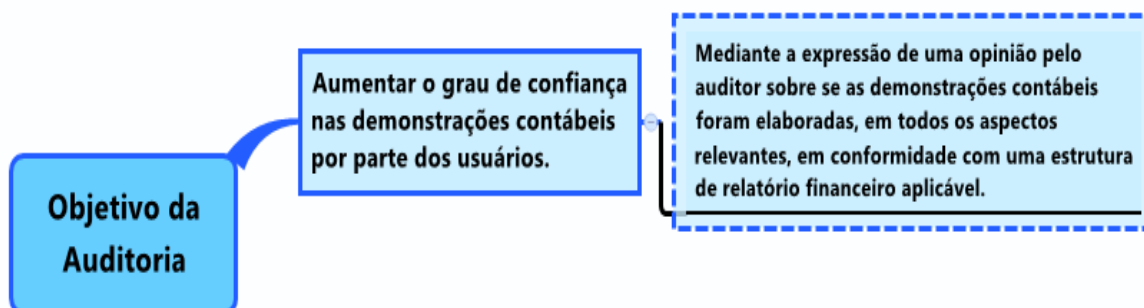 Objetivo da
Auditoria
Aumentar o grau de confiança
nas demonstrações contábeis
por parte dos usuários.
Mediante a expressão de uma opinião pelo
auditor sobre se as demonstrações contábeis
foram elaboradas, em todos os aspectos
relevantes, em conformidade com uma estrutura
de relatório financeiro aplicável.